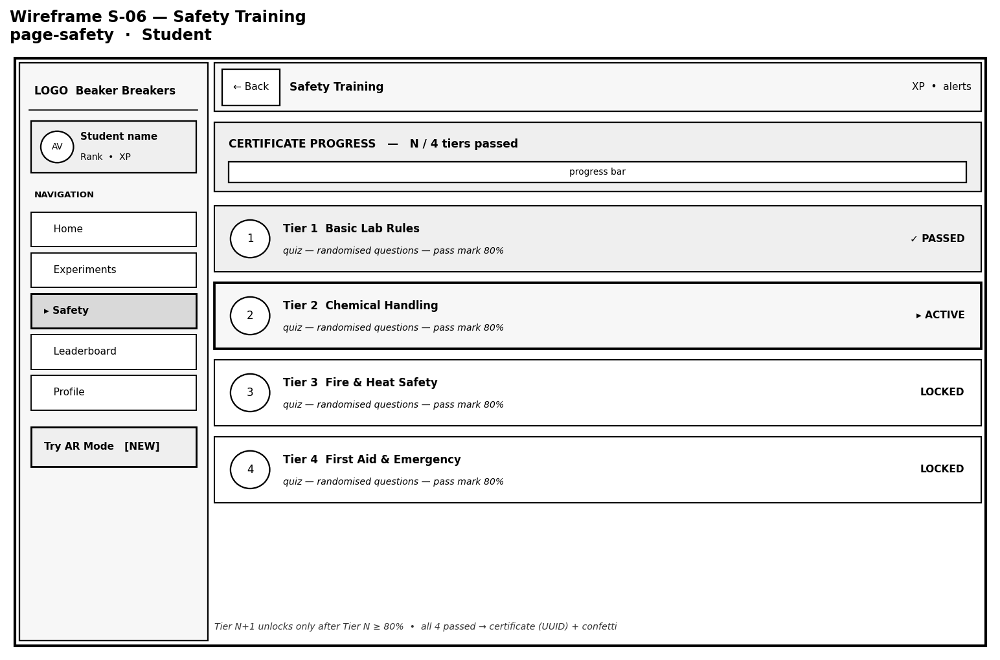 Wireframe S-06 — Safety Training
page-safety · Student
LOGO Beaker Breakers
AV
Student name
Rank • XP
NAVIGATION
Home
Experiments
▸ Safety
Leaderboard
Profile
Try AR Mode [NEW]
← Back
Safety Training
XP • alerts
CERTIFICATE PROGRESS — N / 4 tiers passed
progress bar
1
Tier 1 Basic Lab Rules
quiz — randomised questions — pass mark 80%
✓ PASSED
2
Tier 2 Chemical Handling
quiz — randomised questions — pass mark 80%
▸ ACTIVE
3
Tier 3 Fire & Heat Safety
quiz — randomised questions — pass mark 80%
LOCKED
4
Tier 4 First Aid & Emergency
quiz — randomised questions — pass mark 80%
LOCKED
Tier N+1 unlocks only after Tier N ≥ 80% • all 4 passed → certificate (UUID) + confetti